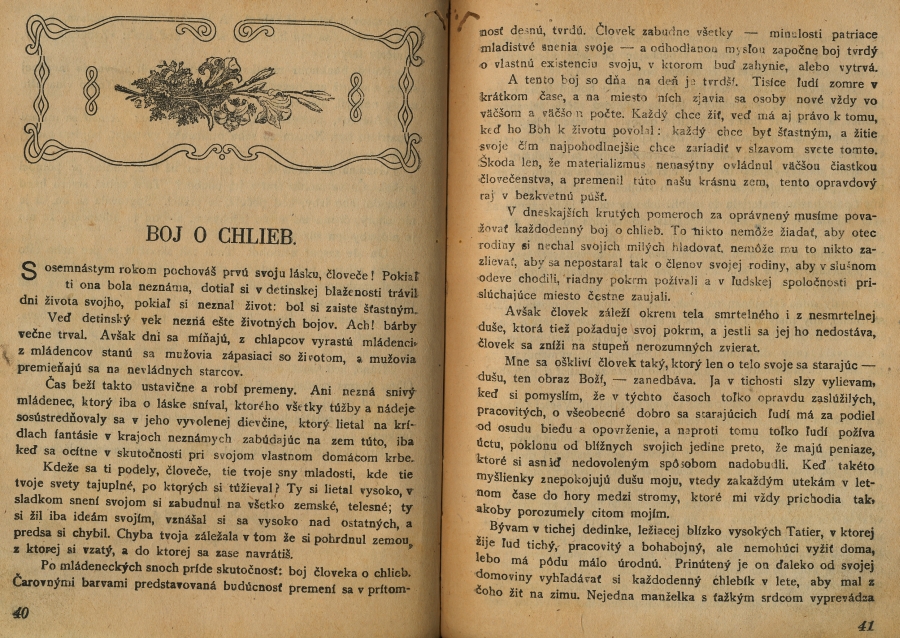 BOJ O CHLIEB.
S osemnástym rokom pochováš prvú svoju lásku, človeče! Pokiaľ
ti ona bola neznáma, dotiaľ si v detinskej blaženosti trávil
dni života svojho, pokiaľ si neznal život: bol si zaiste šťastným.
Veď detinský vek nezná ešte životných bojov. Ach! bárby
večne trval. Avšak dni sa míňajú, z chlapcov vyrastú mládenci,
z mládencov stanú sa mužovia zápasiaci so životom, a mužovia
premieňajú sa na nevládnych starcov.
Čas beží takto ustavične a robí premeny. Ani nezná snivý
mládenec, ktorý iba o láske sníval, ktorého všetky túžby a nádeje
sosústredňovaly sa v jeho vyvolenej dievčine, ktorý lietal na krí-
dlach fantásie v krajoch neznámych zabúdajúc na zem túto, iba
keď sa ocítne v skutočnosti pri svojom vlastnom domácom krbe.
Kdeže sa ti podely, človeče, tie tvoje sny mladosti, kde tie
tvoje svety tajuplné, po ktorých si túžieval? Ty si lietal vysoko, v
sladkom snení svojom si zabudnul na všetko zemské, telesné; ty
si žil iba ideám svojím, vznášal si sa vysoko nad ostatných, a
predsa si chybil. Chyba tvoja záležala v tom že si pohrdnul zemou,
z ktorej si vzatý, a do ktorej sa zase navrátiš.
Po mládeneckých snoch príde skutočnosť: boj človeka o chlieb.
Čarovnými barvami predstavovaná budúcnosť premení sa v prítom-
40
nosť desnú, tvrdú. Človek zabudne všetky — minulosti patriace
mladistvé snenia svoje — a odhodlanou mysľou započne boj tvrdý
o vlastnú existenciu svoju, v ktorom buď zahynie, alebo vytrvá.
A tento boj so dňa na deň je tvrdší. Tisíce ľudí zomre v
krátkom čase, a na miesto ních zjavia sa osoby nové vždy vo
väčšom a väčšom počte. Každý chce žiť, veď má aj právo k tomu,
keď ho Boh k životu povolal: každý chce byť šťastným, a žitie
svoje čím najpohodlnejšie chce zariadiť v slzavom svete tomto.
Škoda len, že materializmus nenásytný ovládnul väčšou čiastkou
človečenstva, a premenil túto našu krásnu zem, tento opravdový
raj v bezkvetnú púšť.
V dneskajších krutých pomeroch za oprávnený musíme pova-
žovať každodenný boj o chlieb. To nikto nemôže žiadať, aby otec
rodiny si nechal svojich milých hladovať, nemôže mu to nikto za-
zlievať, aby sa nepostaral tak o členov svojej rodiny, aby v slušnom
odeve chodili, riadny pokrm požívali a v ľudskej spoločnosti pri-
slúchajúce miesto čestne zaujali.
Avšak človek záleží okrem tela smrteľného i z nesmrteľnej
duše, ktorá tiež požaduje svoj pokrm, a jestli sa jej ho nedostáva,
človek sa zníži na stupeň nerozumných zvierat.
Mne sa oškliví človek taký, ktorý len o telo svoje sa starajúc —
dušu, ten obraz Boží, — zanedbáva. Ja v tichosti slzy vylievam,
keď si pomyslím, že v týchto časoch toľko opravdu zaslúžilých,
pracovitých, o všeobecné dobro sa starajúcich ľudí má za podiel
od osudu biedu a opovrženie, a naproti tomu toľko ľudí požíva
úctu, poklonu od blížnych svojich jedine preto, že majú peniaze,
ktoré si asnáď nedovoleným spôsobom nadobudli. Keď takéto
myšlienky znepokojujú dušu moju, vtedy zakaždým utekám v let-
nom čase do hory medzi stromy, ktoré mi vždy prichodia tak,
akoby porozumely citom mojím.
Bývam v tichej dedinke, ležiacej blízko vysokých Tatier, v ktorej
žije ľud tichý, pracovitý a bohabojný, ale nemohúci vyžiť doma,
lebo má pôdu málo úrodnú. Prinútený je on ďaleko od svojej
domoviny vyhľadávať si každodenný chlebík v lete, aby mal z
čoho žiť na zimu. Nejedna manželka s ťažkým srdcom vyprevádza
41